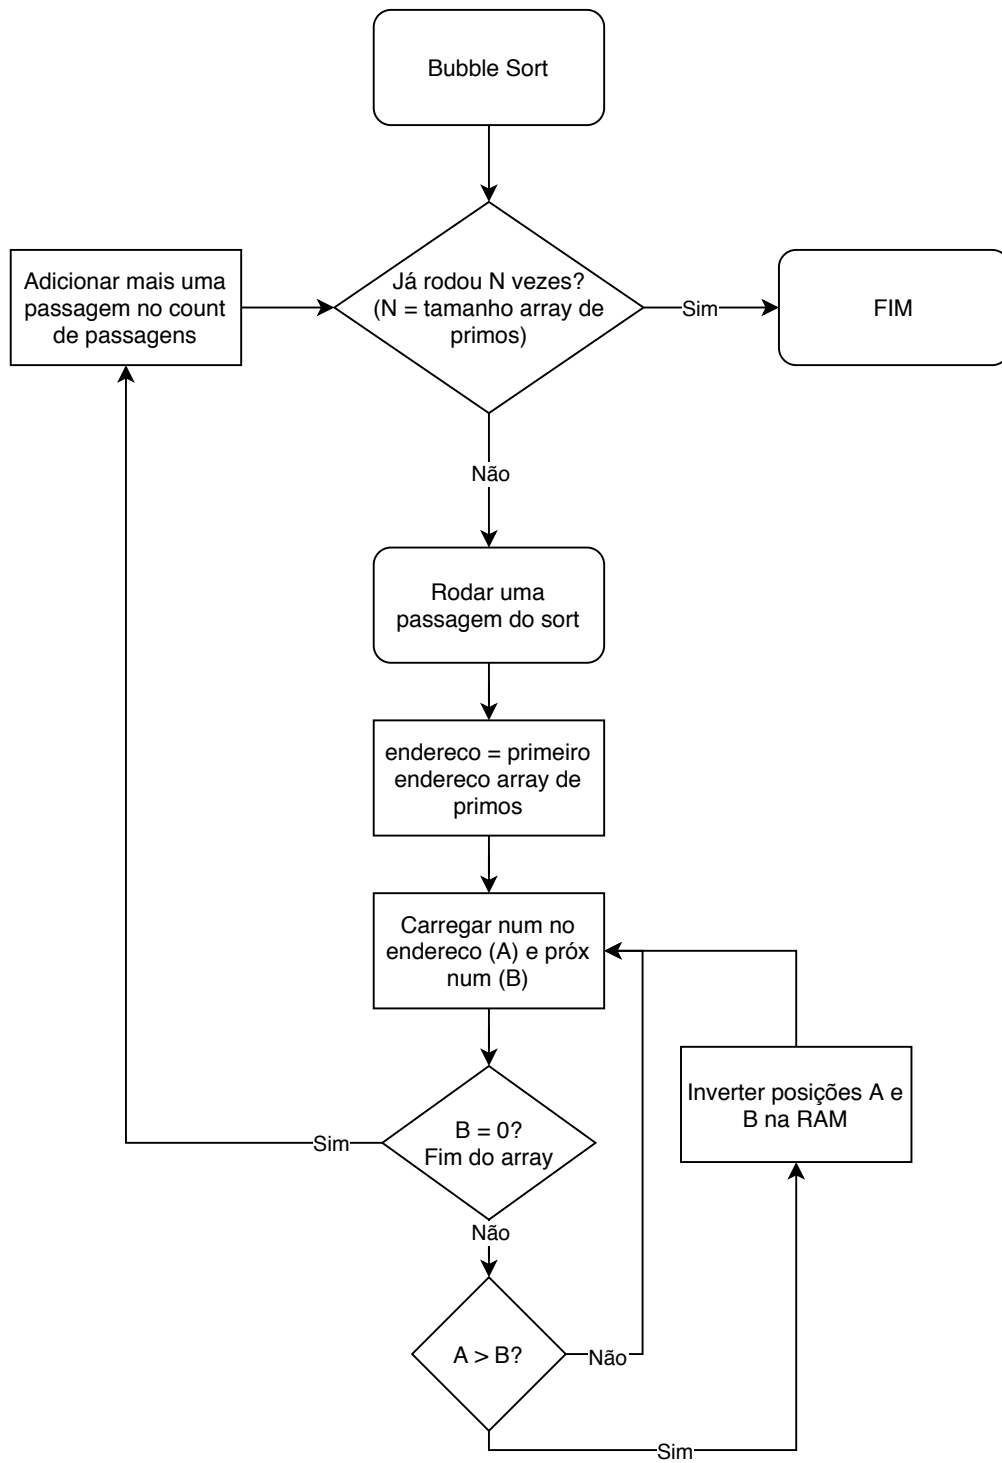 Bubble Sort
Adicionar mais uma
passagem no count
de passagens
Já rodou N vezes?
(N = tamanho array de
primos)
Sim
FIM
Não
Rodar uma
passagem do sort
endereco = primeiro
endereco array de
primos
Carregar num no
endereco (A) e próx
num (B)
Inverter posições A e
B na RAM
B = 0?
Fim do array
Sim
Não
A > B?
Não
Sim